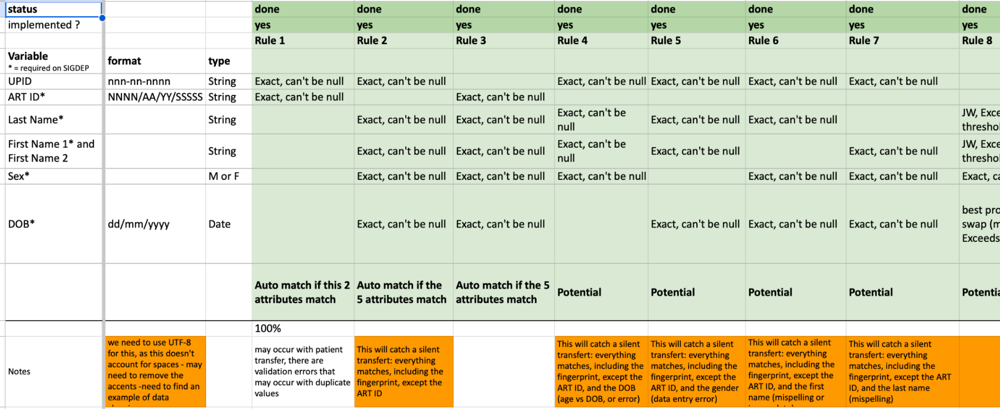 status done done done done done done done done
implemented ? yes yes yes yes yes yes yes yes
Rule 1 Rule 2 Rule 3 Rule 4 Rule 5 Rule 6 Rule 7 Rule 8
Variable
* = required on SIGDEP
format type
UPID nnn-nn-nnnn String Exact, can't be null Exact, can't be null Exact, can't be null Exact, can't be null Exact, can't be null Exact, can't be null
ART ID* NNNN/AA/YY/SSSSS String Exact, can't be null Exact, can't be null
Last Name* String Exact, can't be null Exact, can't be null
Exact, can't be
null
Exact, can't be null Exact, can't be null
JW, Exce
thresho
First Name 1* and
First Name 2
String Exact, can't be null Exact, can't be null
Exact, can't be
null
Exact, can't be null Exact, can't be null
JW, Exce
thresho
Sex* M or F Exact, can't be null Exact, can't be null Exact, can't be null Exact, can't be null Exact, can't be null Exact, ca
DOB* dd/mm/yyyy Date Exact, can't be null Exact, can't be null Exact, can't be null Exact, can't be null Exact, can't be null
best pro
swap (m
Exceeds
Auto match if this 2
attributes match
Auto match if the
5 attributes match
Auto match if the 5
attributes match
Potential Potential Potential Potential Potentia
100%
Notes
we need to use UTF-8
for this, as this doesn't
account for spaces - may
need to remove the
accents -need to find an
example of data
may occur with patient
transfer, there are
validation errors that
may occur with duplicate
values
This will catch a silent
transfert: everything
matches, including the
fingerprint, except the
ART ID
This will catch a silent
transfert: everything
matches, including the
fingerprint, except the
ART ID, and the DOB
(age vs DOB, or error)
This will catch a silent
transfert: everything
matches, including the
fingerprint, except the
ART ID, and the gender
(data entry error)
This will catch a silent
transfert: everything
matches, including the
fingerprint, except the
ART ID, and the first
name (mispelling or
This will catch a silent
transfert: everything
matches, including the
fingerprint, except the ART
ID, and the last name
(mispelling)